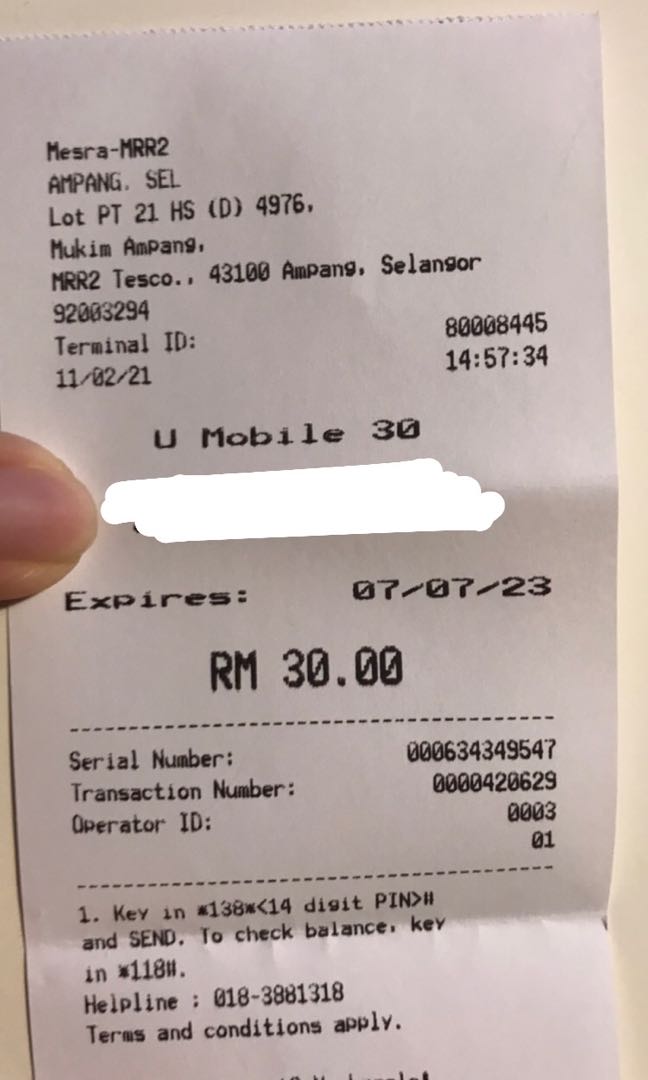 Mesra-MRR2
AMPANG. SEL
Lot PT 21 HS (D) 4976,
Mukim Ampang,
MRR2 Tesco., 43100 Ampang, Selangor
92003294
Terminal ID: 80008445
11/02/21 14:57:34
U Mobile 30
Expires: 07/07/23
RM 30.00
Serial Number: 000634349547
Transaction Number: 0000420629
Operator ID: 0003
01
1. Key in *138*<14 digit PIN>#
and SEND. To check balance, key
in *118#.
Helpline : 018-3881318
Terms and conditions apply.